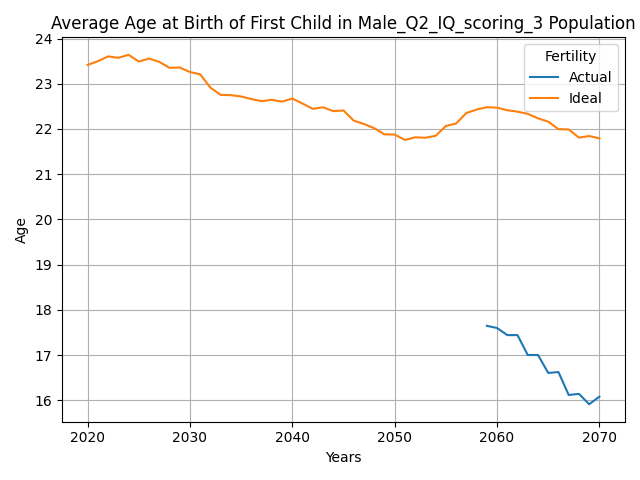 Average Age at Birth of First Child in Male_Q2_IQ_scoring_3 Population
Fertility
Actual
Ideal
Age
24
23
22
21
20
19
18
17
16
2020 2030 2040 2050 2060 2070
Years